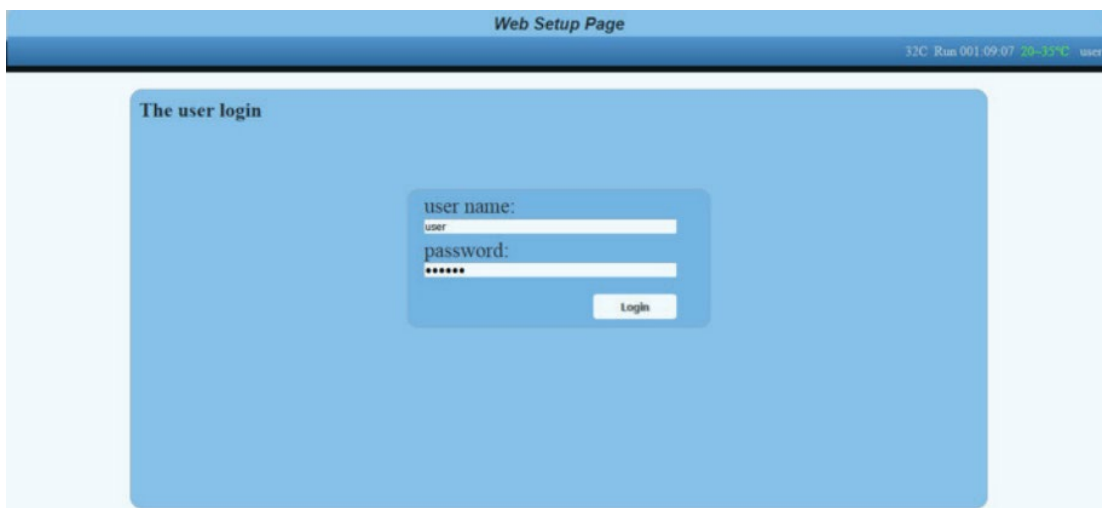 Web Setup Page
32C Run 001:09:07 20~35°C user
The user login
user name:
user
password:
••••••
Login